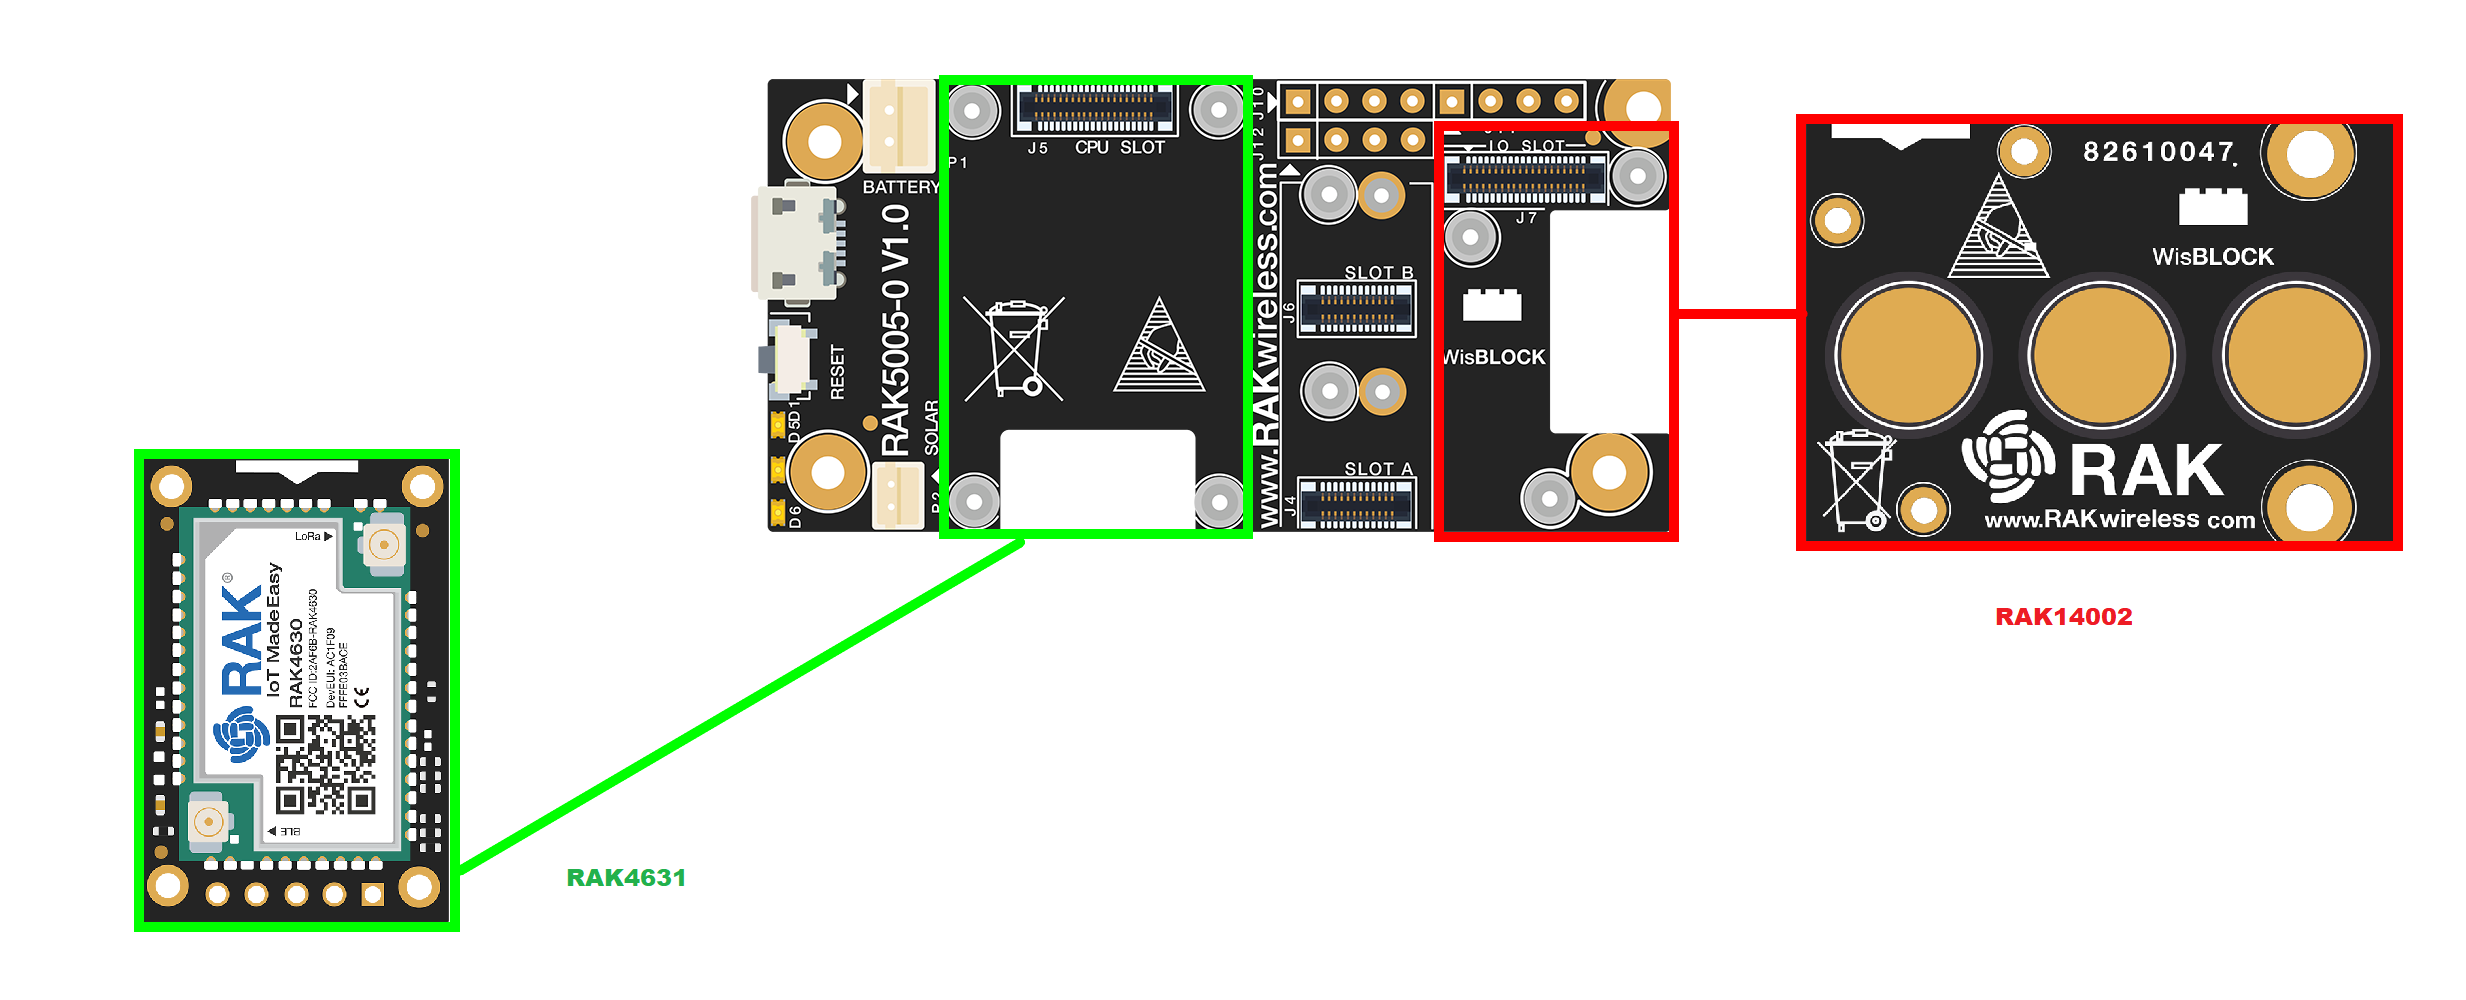 P1
J5 CPU SLOT
BATTERY
RAK5005-0 V1.0
RESET
SOLAR
D1
D5
D6
P2
www.RAKwireless.com
J10
J12
IO SLOT
J7
SLOT B
J6
WisBLOCK
SLOT A
J4
82610047
WisBLOCK
RAK
www.RAKwireless com
RAK14002
LoRa
RAK®
IoT Made Easy
RAK4630
FCC ID:2AF6B-RAK4630
DevEUI: AC1F09
FFFE03BACE
CE
BLE
RAK4631